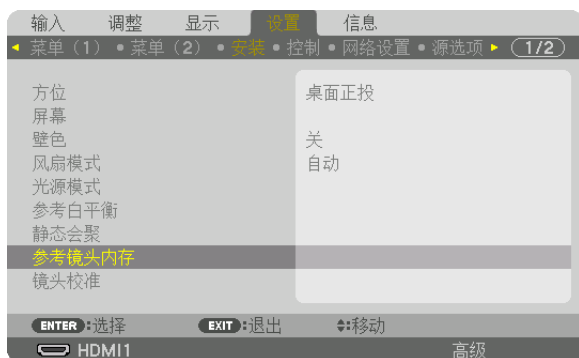 输入 调整 显示 设置 信息
◀ 菜单（1） ● 菜单（2） ● 安装 ● 控制 ● 网络设置 ● 源选项 ▶ 1/2
方位 桌面正投
屏幕
壁色 关
风扇模式 自动
光源模式
参考白平衡
静态会聚
参考镜头内存
镜头校准
ENTER:选择 EXIT:退出 ◆:移动
HDMI1 高级